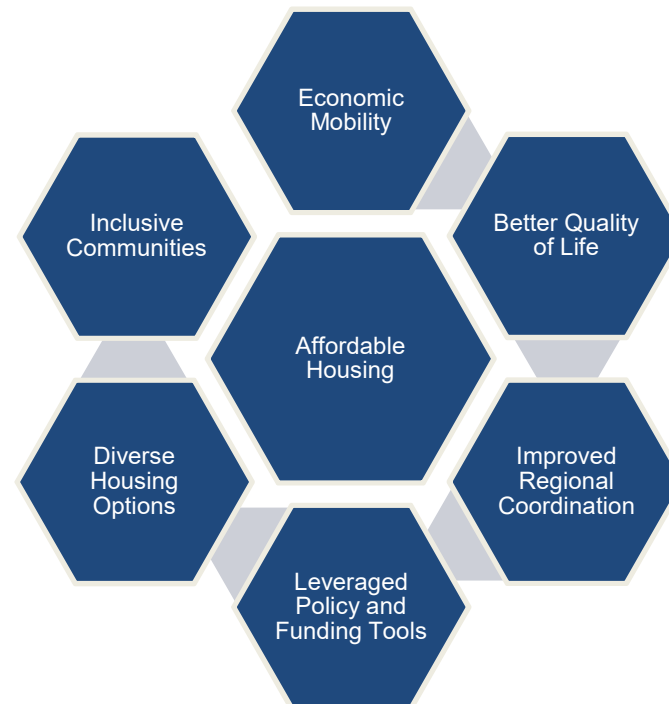 Economic
Mobility
Better Quality
of Life
Improved
Regional
Coordination
Leveraged
Policy and
Funding Tools
Diverse
Housing
Options
Inclusive
Communities
Affordable
Housing